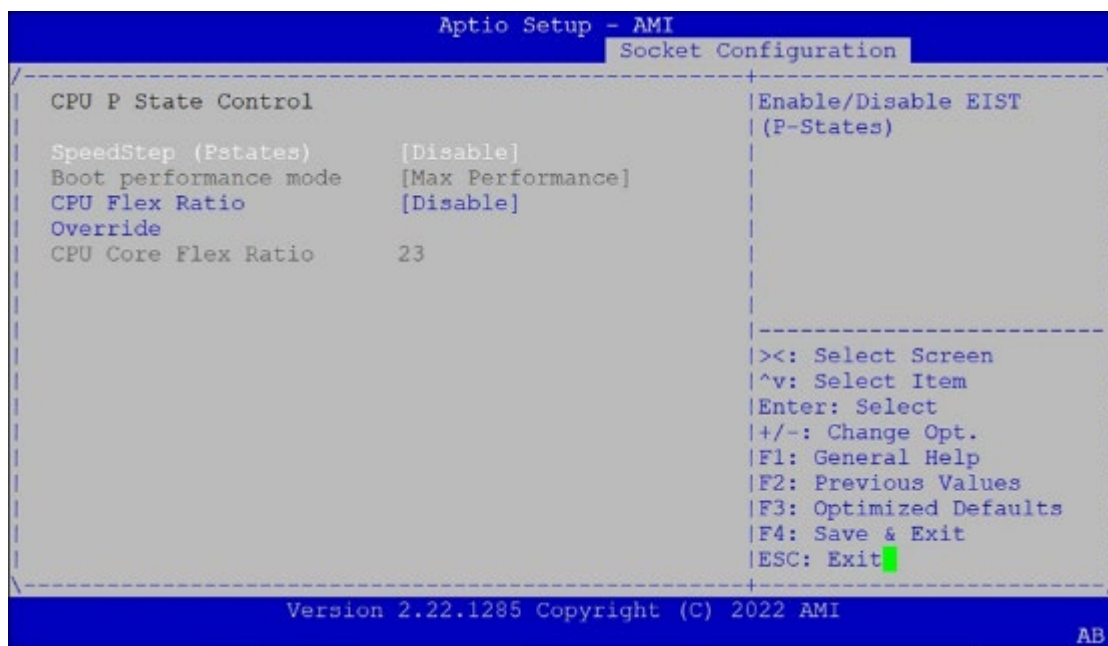 Aptio Setup - AMI
Socket Configuration
CPU P State Control
SpeedStep (Pstates) [Disable]
Boot performance mode [Max Performance]
CPU Flex Ratio [Disable]
Override
CPU Core Flex Ratio 23
Enable/Disable EIST
(P-States)
><: Select Screen
^v: Select Item
Enter: Select
+/-: Change Opt.
F1: General Help
F2: Previous Values
F3: Optimized Defaults
F4: Save & Exit
ESC: Exit
Version 2.22.1285 Copyright (C) 2022 AMI
AB